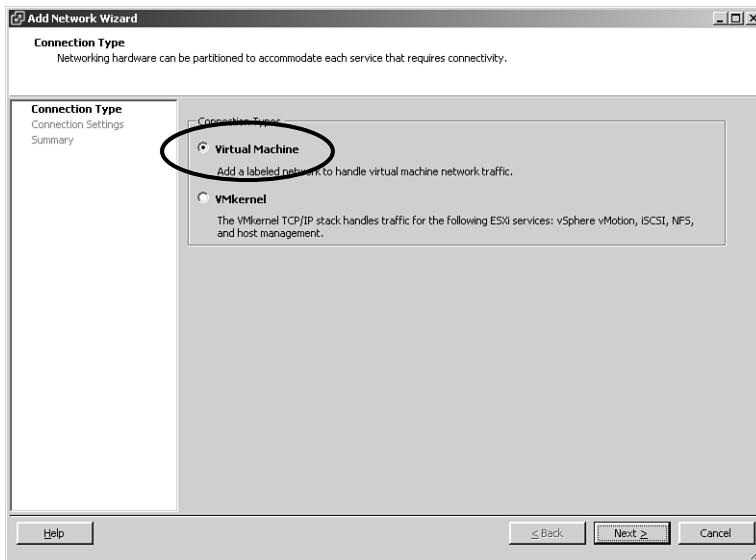 Add Network Wizard
Connection Type
Networking hardware can be partitioned to accommodate each service that requires connectivity.
Connection Type
Connection Settings
Summary
Connection Types
Virtual Machine
Add a labeled network to handle virtual machine network traffic.
VMkernel
The VMkernel TCP/IP stack handles traffic for the following ESXi services: vSphere vMotion, iSCSI, NFS,
and host management.
Help
< Back
Next >
Cancel